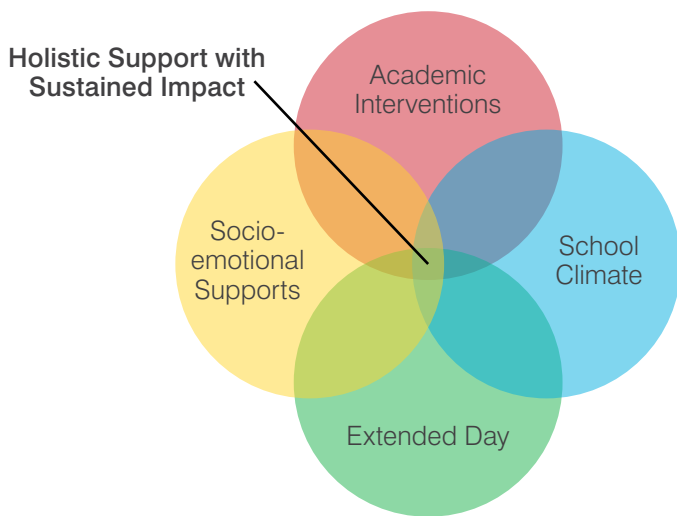 Holistic Support with
Sustained Impact
Academic
Interventions
Socio-
emotional
Supports
School
Climate
Extended Day